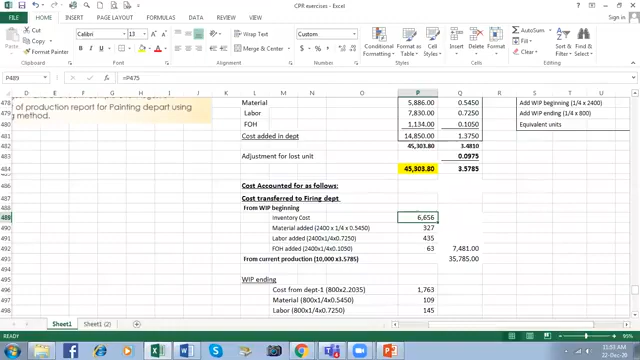 CPR exercises - Excel
Sign in
FILE HOME INSERT PAGE LAYOUT FORMULAS DATA REVIEW VIEW
Cut
Copy
Format Painter
Paste
Clipboard
Calibri 13
Font
Wrap Text
Merge & Center
Alignment
Custom
Number
Conditional Formatting
Format as Table
Cell Styles
Styles
Insert Delete Format
Cells
AutoSum
Fill
Clear
Sort & Filter
Find & Select
Editing
P489 =P475
D E F G H I J K L M N O P Q R S T U
of production report for Painting depart using
method.
478 Material 5,886.00 0.5450 Add WIP beginning (1/4 x 2400)
479 Labor 7,830.00 0.7250 Add WIP ending (1/4 x 800)
480 FOH 1,134.00 0.1050 Equivalent units
481 Cost added in dept 14,850.00 1.3750
482 45,303.80 3.4810
483 Adjustment for lost unit 0.0975
484 45,303.80 3.5785
486 Cost Accounted for as follows:
487 Cost transferred to Firing dept
488 From WIP beginning
489 Inventory Cost 6,656
490 Material added (2400 x 1/4 x 0.5450) 327
491 Labor added (2400x1/4x0.7250) 435
492 FOH added (2400x1/4x0.1050) 63 7,481.00
493 From current production (10,000 x3.5785) 35,785.00
495 WIP ending
496 Cost from dept-1 (800x2.2035) 1,763
497 Material (800x1/4x0.5450) 109
498 Labor (800x1/4x0.7250) 145
Sheet1 Sheet1 (2)
READY
95%